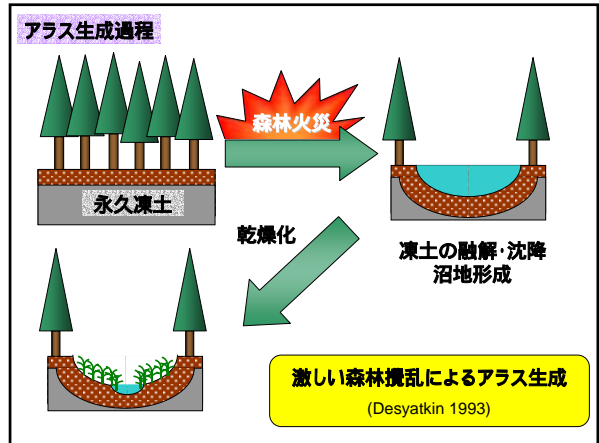 アラス生成過程
森林火災
永久凍土
凍土の融解・沈降
沼地形成
乾燥化
激しい森林攪乱によるアラス生成
(Desyatkin 1993)